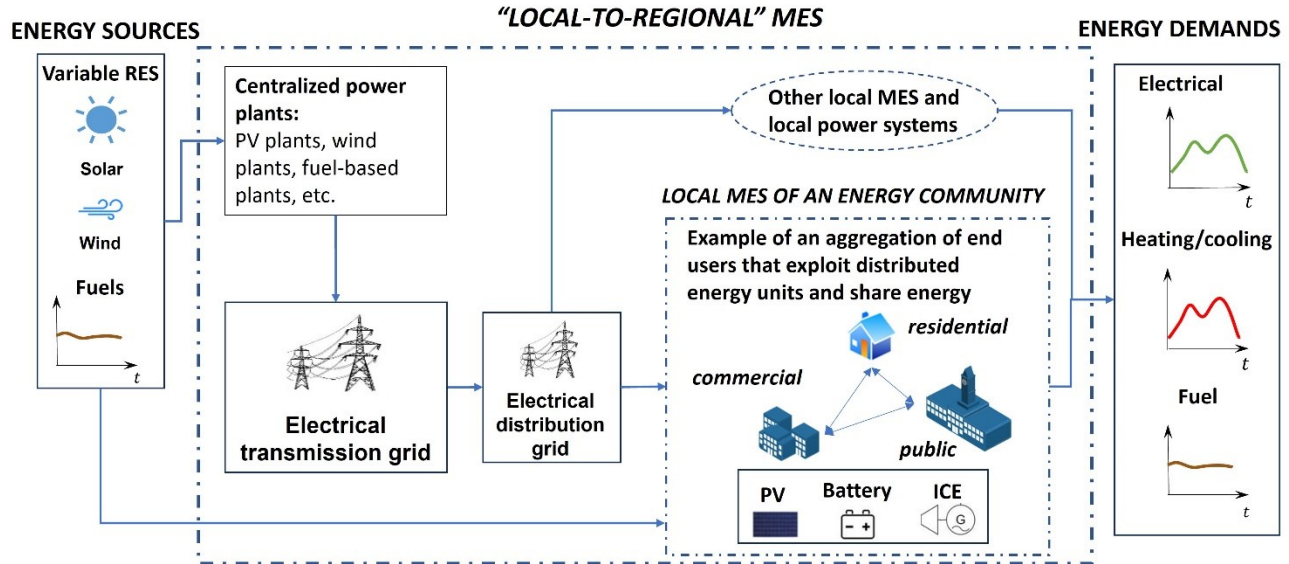 “LOCAL-TO-REGIONAL” MES
ENERGY SOURCES
Variable RES
Solar
Wind
Fuels
t
Centralized power
plants:
PV plants, wind
plants, fuel-based
plants, etc.
Electrical
transmission grid
Electrical
distribution
grid
Other local MES and
local power systems
LOCAL MES OF AN ENERGY COMMUNITY
Example of an aggregation of end
users that exploit distributed
energy units and share energy
residential
commercial
public
PV
Battery
ICE
G
ENERGY DEMANDS
Electrical
t
Heating/cooling
t
Fuel
t